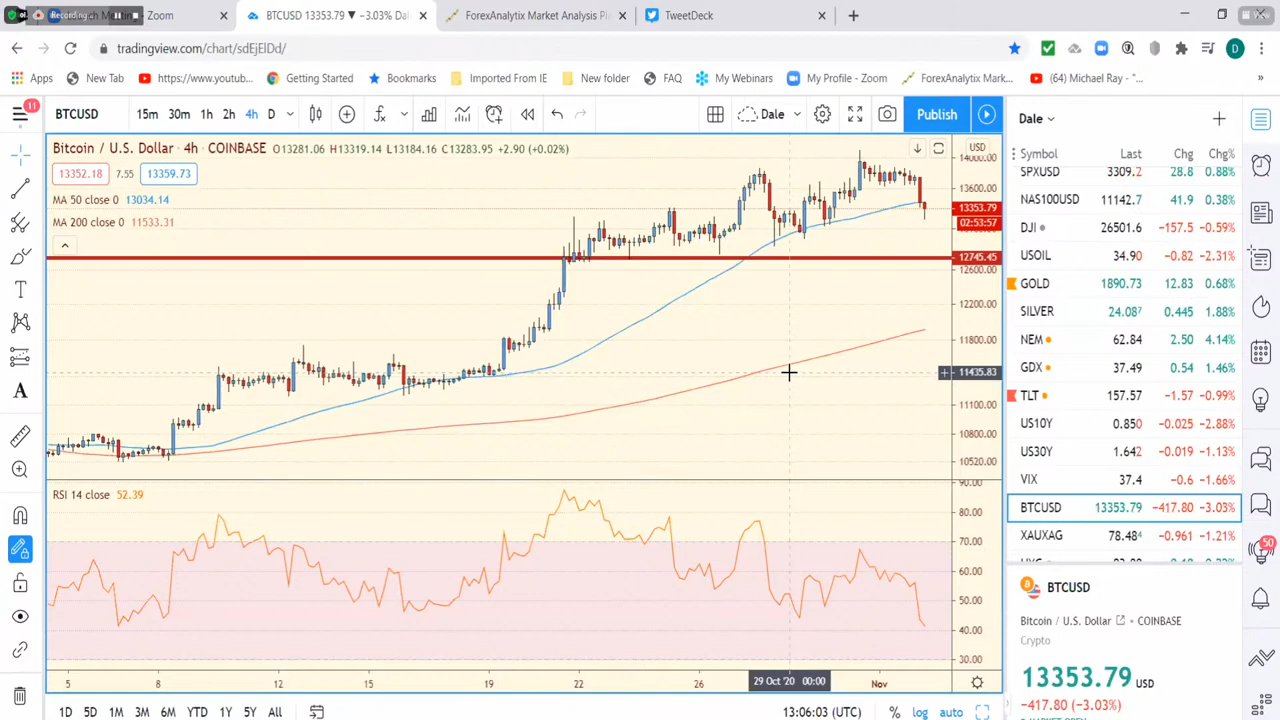 Recording...
Zoom
BTCUSD 13353.79 ▼ −3.03% Da
ForexAnalytix Market Analysis Pl
TweetDeck
tradingview.com/chart/sdEjElDd/
D
Apps
New Tab
https://www.youtub...
Getting Started
Bookmarks
Imported From IE
New folder
FAQ
My Webinars
My Profile - Zoom
ForexAnalytix Mark...
(64) Michael Ray - "...
»
11
BTCUSD
15m 30m 1h 2h 4h D
Dale
Publish
Bitcoin / U.S. Dollar · 4h · COINBASE O13281.06 H13319.14 L13184.16 C13283.95 +2.90 (+0.02%)
13352.18 7.55 13359.73
MA 50 close 0 13034.14
MA 200 close 0 11533.31
USD
14000.00
13600.00
13353.79
02:53:57
12745.45
12600.00
12200.00
11800.00
11435.83
11100.00
10800.00
10520.00
RSI 14 close 52.39
90.00
80.00
70.00
60.00
50.00
40.00
30.00
5 8 12 15 19 22 26 29 Oct '20 00:00 Nov
1D 5D 1M 3M 6M YTD 1Y 5Y All
13:06:03 (UTC) % log auto
Dale
Symbol Last Chg Chg%
SPXUSD 3309.2 28.8 0.88%
NAS100USD 11142.7 41.9 0.38%
DJI 26501.6 −157.5 −0.59%
USOIL 34.90 −0.82 −2.31%
GOLD 1890.73 12.83 0.68%
SILVER 24.087 0.445 1.88%
NEM 62.84 2.50 4.14%
GDX 37.49 0.54 1.46%
TLT 157.57 −1.57 −0.99%
US10Y 0.850 −0.025 −2.88%
US30Y 1.642 −0.019 −1.13%
VIX 37.4 −0.6 −1.66%
BTCUSD 13353.79 −417.80 −3.03%
XAUXAG 78.484 −0.961 −1.21%
BTCUSD
Bitcoin / U.S. Dollar · COINBASE
Crypto
13353.79 USD
−417.80 (−3.03%)
50